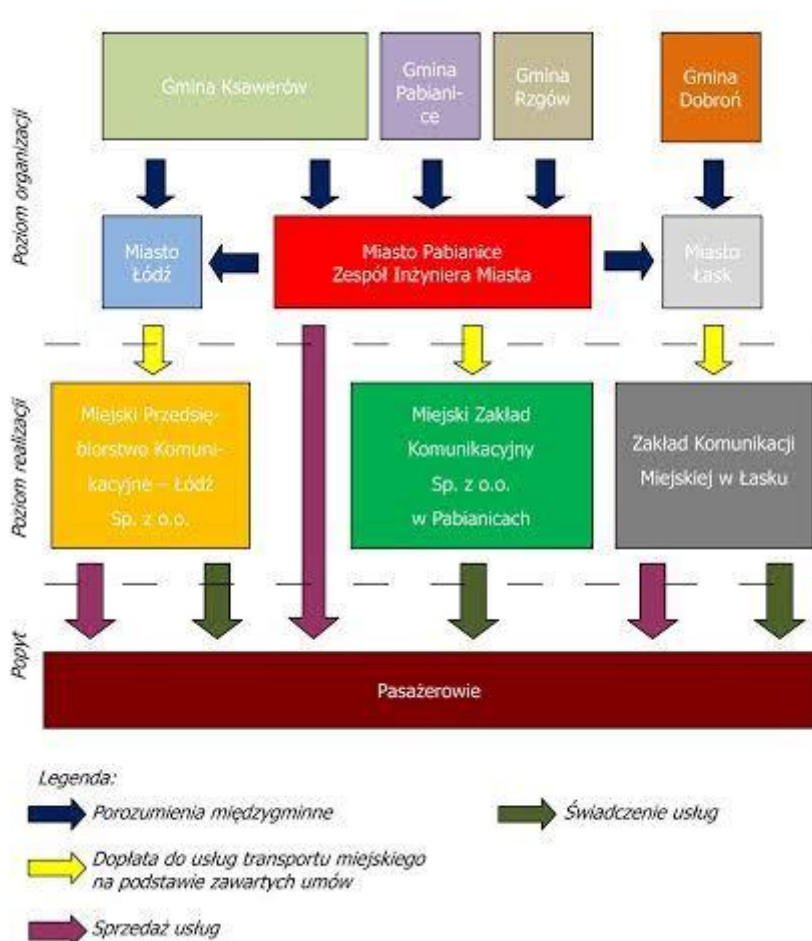 Poziom organizacji
Gmina Ksawerów
Gmina
Pabiani-
ce
Gmina
Rzgów
Gmina
Dobroń
Miasto
Łódź
Miasto Pabianice
Zespół Inżyniera Miasta
Miasto
Łask
Poziom realizacji
Miejski Przedsię-
biorstwo Komuni-
kacyjne – Łódź
Sp. z o.o.
Miejski Zakład
Komunikacyjny
Sp. z o.o.
w Pabianicach
Zakład Komunikacji
Miejskiej w Łasku
Popyt
Pasażerowie
Legenda:
Porozumienia międzygminne
Świadczenie usług
Dopłata do usług transportu miejskiego
na podstawie zawartych umów
Sprzedaż usług